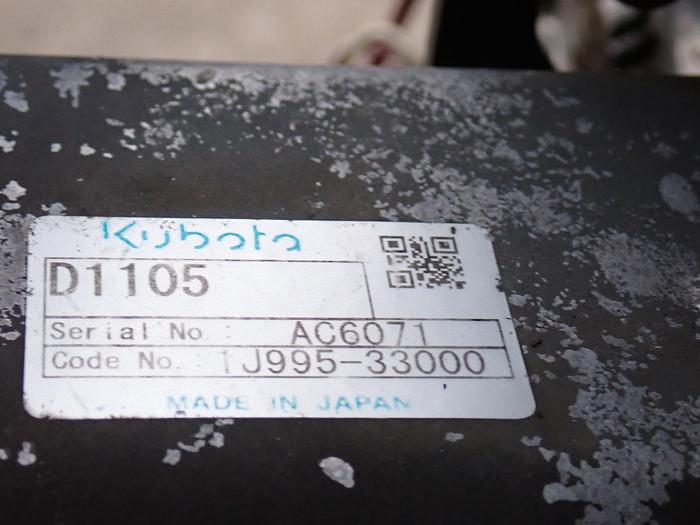 Kubota
D1105
Serial No. : AC6071
Code No. : 1J995-33000
MADE IN JAPAN